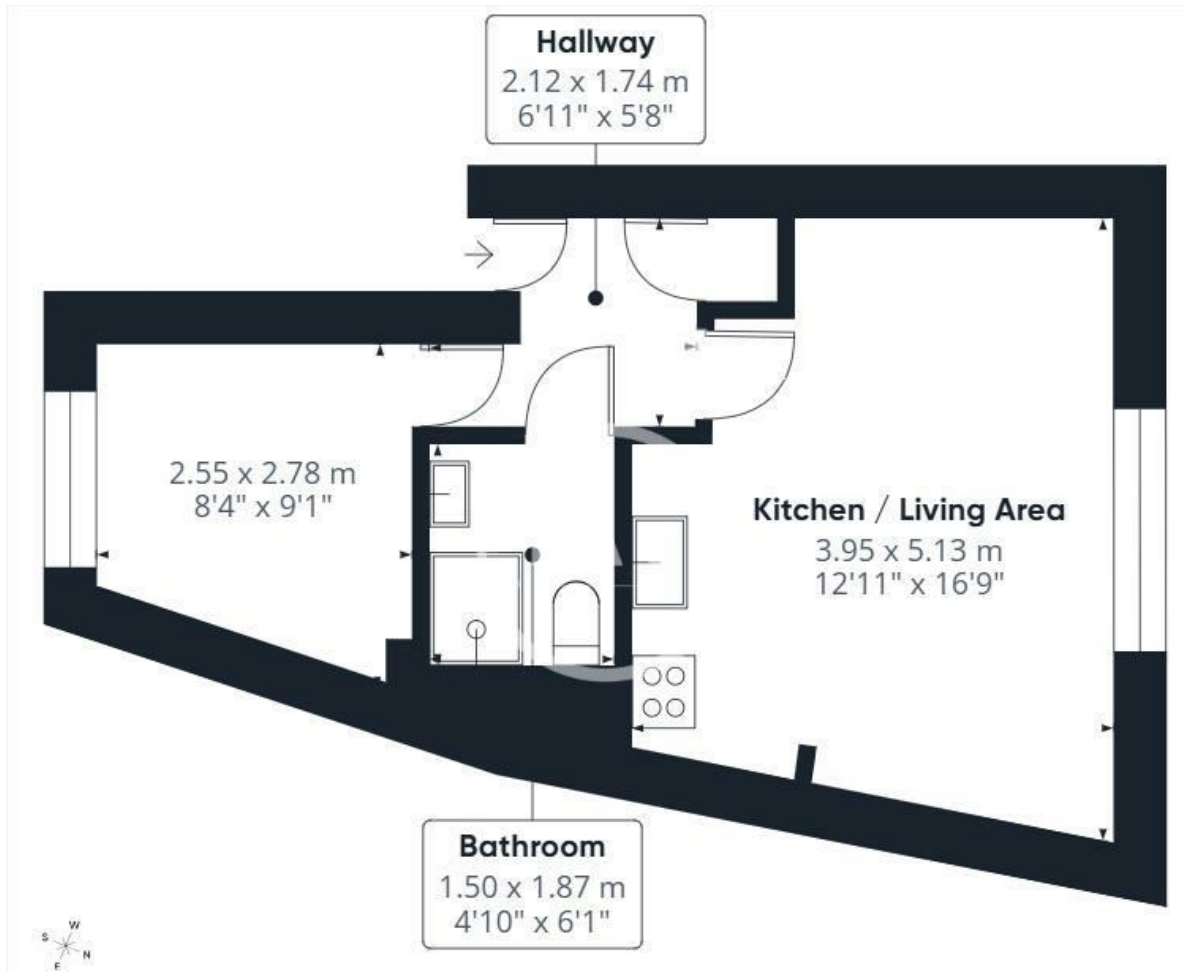 Hallway
2.12 x 1.74 m
6'11" x 5'8"
2.55 x 2.78 m
8'4" x 9'1"
Kitchen / Living Area
3.95 x 5.13 m
12'11" x 16'9"
Bathroom
1.50 x 1.87 m
4'10" x 6'1"
W
S
N
E